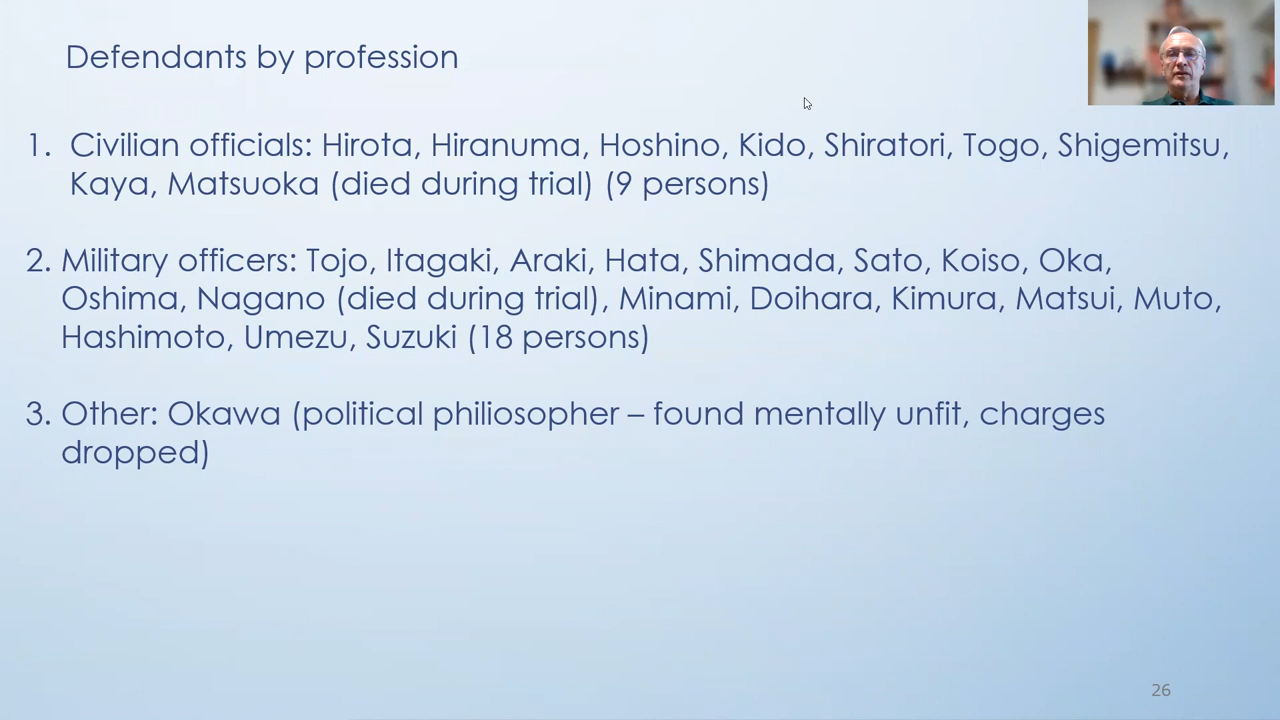 Defendants by profession
1. Civilian officials: Hirota, Hiranuma, Hoshino, Kido, Shiratori, Togo, Shigemitsu,
Kaya, Matsuoka (died during trial) (9 persons)
2. Military officers: Tojo, Itagaki, Araki, Hata, Shimada, Sato, Koiso, Oka,
Oshima, Nagano (died during trial), Minami, Doihara, Kimura, Matsui, Muto,
Hashimoto, Umezu, Suzuki (18 persons)
3. Other: Okawa (political philiosopher – found mentally unfit, charges
dropped)
26